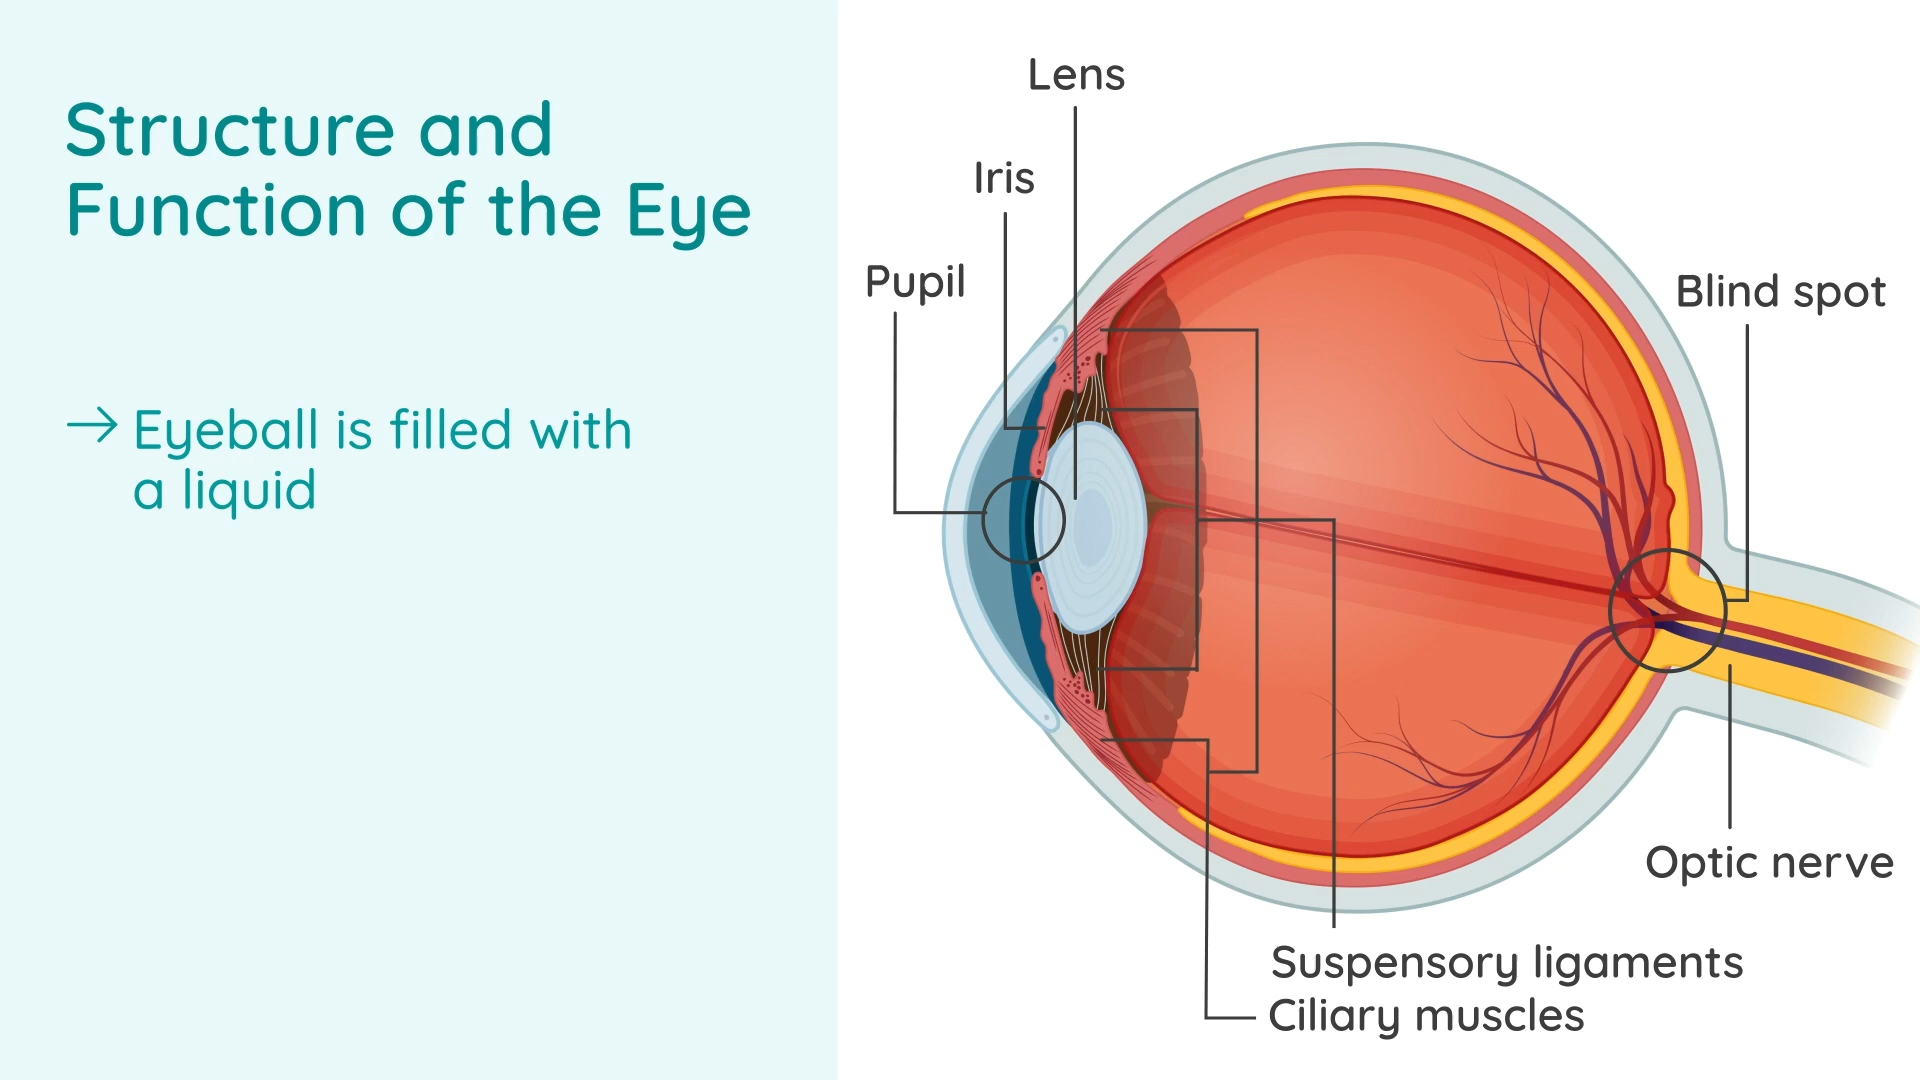 Structure and
Function of the Eye
→ Eyeball is filled with
a liquid
Lens
Iris
Pupil
Blind spot
Optic nerve
Suspensory ligaments
Ciliary muscles